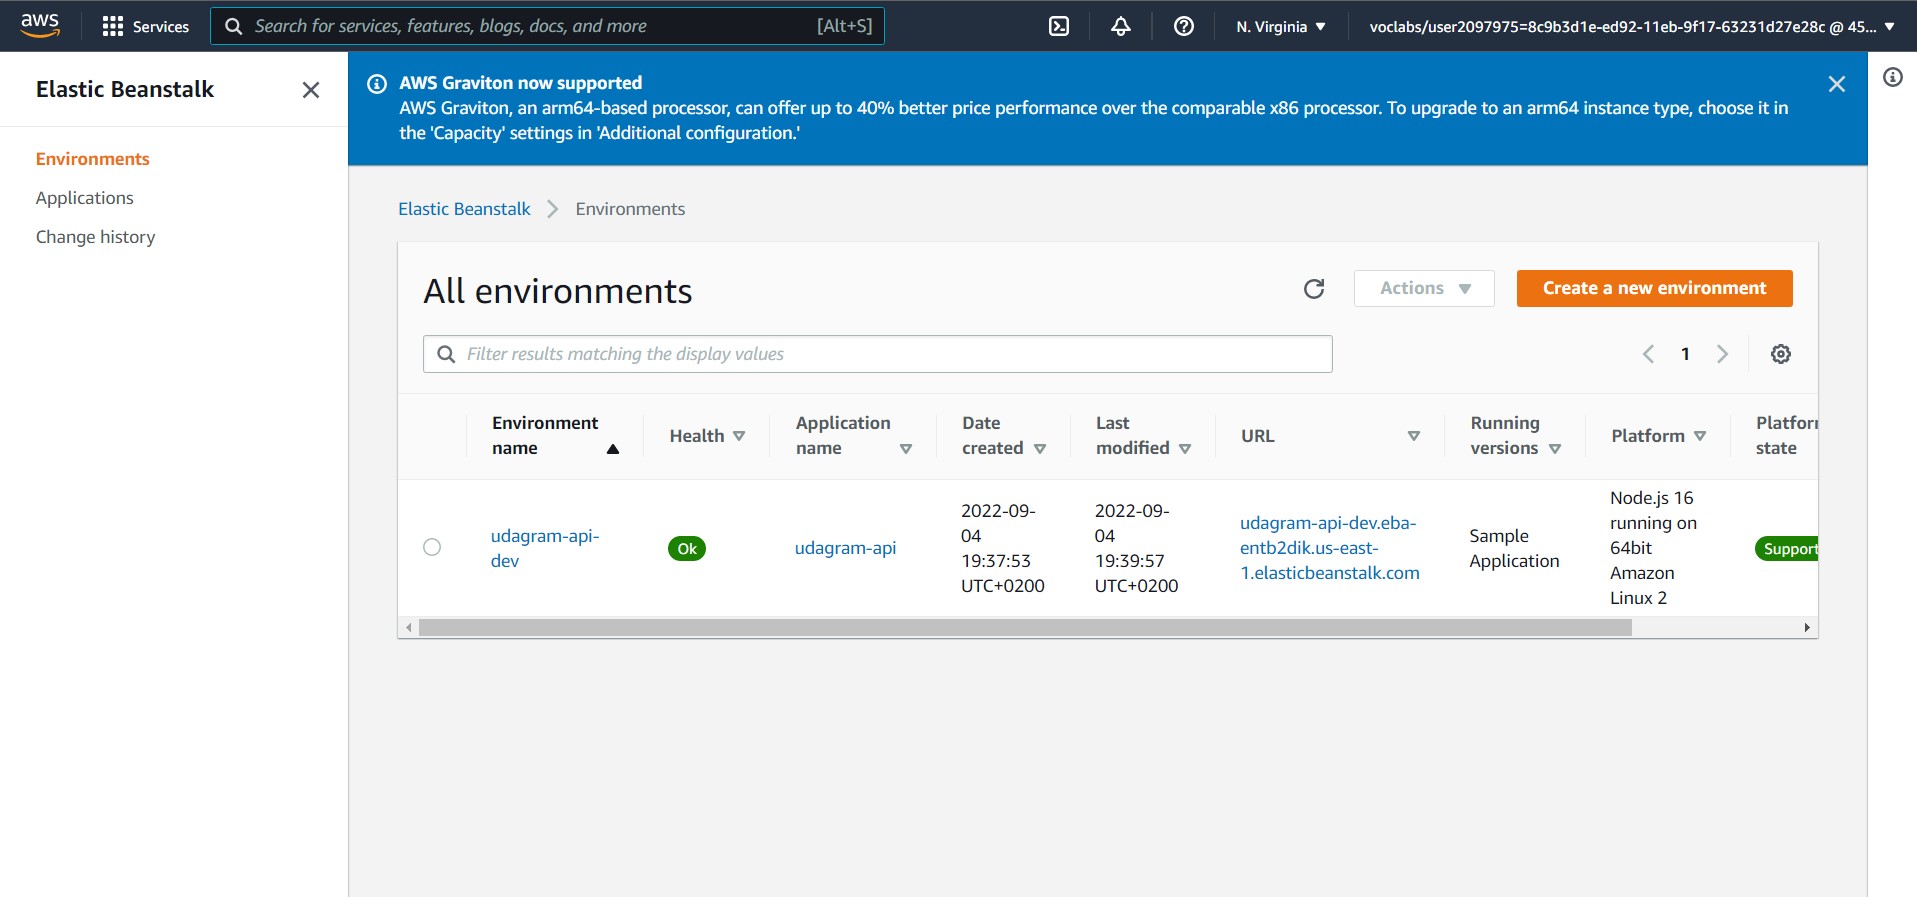 aws
Services
Search for services, features, blogs, docs, and more [Alt+S]
N. Virginia
voclabs/user2097975=8c9b3d1e-ed92-11eb-9f17-63231d27e28c @ 45...
Elastic Beanstalk
Environments
Applications
Change history
AWS Graviton now supported
AWS Graviton, an arm64-based processor, can offer up to 40% better price performance over the comparable x86 processor. To upgrade to an arm64 instance type, choose it in
the 'Capacity' settings in 'Additional configuration.'
Elastic Beanstalk
Environments
All environments
Actions
Create a new environment
Filter results matching the display values
1
Environment
name
Health
Application
name
Date
created
Last
modified
URL
Running
versions
Platform
Platfor
state
udagram-api-
dev
Ok
udagram-api
2022-09-
04
19:37:53
UTC+0200
2022-09-
04
19:39:57
UTC+0200
udagram-api-dev.eba-
entb2dik.us-east-
1.elasticbeanstalk.com
Sample
Application
Node.js 16
running on
64bit
Amazon
Linux 2
Support